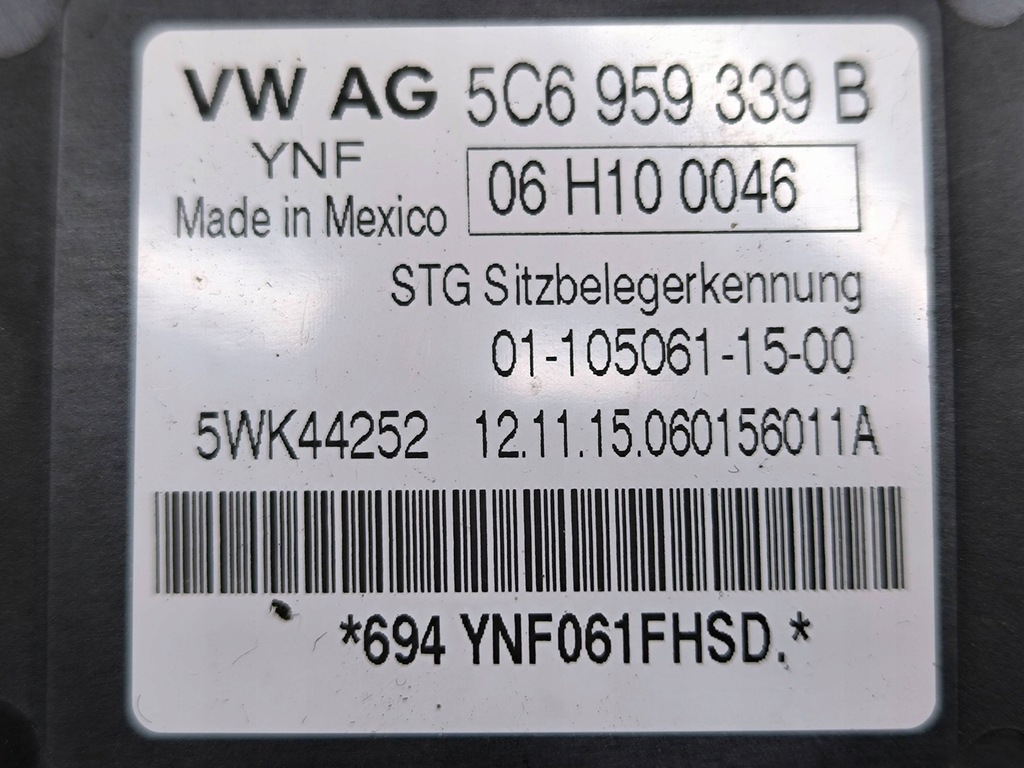 VW AG 5C6 959 339 B
YNF
06 H10 0046
Made in Mexico
STG Sitzbelegerkennung
01-105061-15-00
5WK44252 12.11.15.060156011A
*694 YNF061FHSD.*